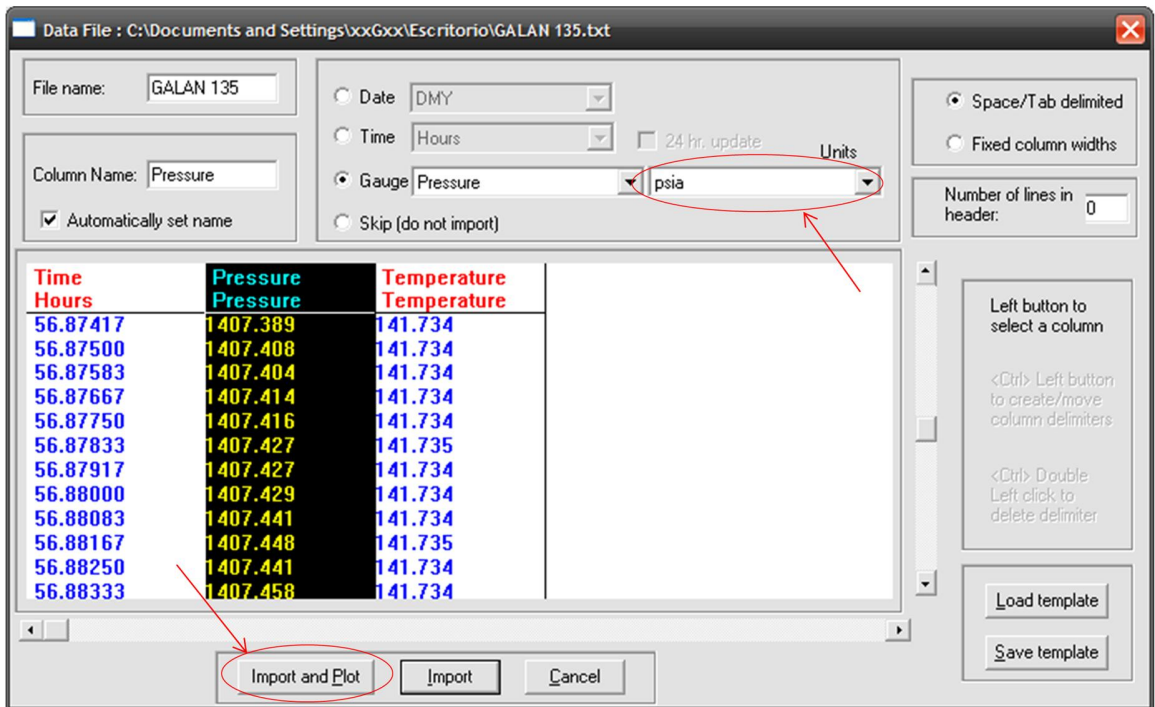 Data File : C:\Documents and Settings\xxGxx\Escritorio\GALAN 135.txt
File name: GALAN 135
Column Name: Pressure
Automatically set name
Date DMY
Time Hours 24 hr. update
Units
Gauge Pressure psia
Skip (do not import)
Space/Tab delimited
Fixed column widths
Number of lines in
header: 0
Time Pressure Temperature
Hours Pressure Temperature
56.87417 1407.389 141.734
56.87500 1407.408 141.734
56.87583 1407.404 141.734
56.87667 1407.414 141.734
56.87750 1407.416 141.734
56.87833 1407.427 141.735
56.87917 1407.427 141.734
56.88000 1407.429 141.734
56.88083 1407.441 141.734
56.88167 1407.448 141.735
56.88250 1407.441 141.734
56.88333 1407.458 141.734
Left button to
select a column
<Ctrl> Left button
to create/move
column delimiters
<Ctrl> Double
Left click to
delete delimiter
Load template
Save template
Import and Plot Import Cancel